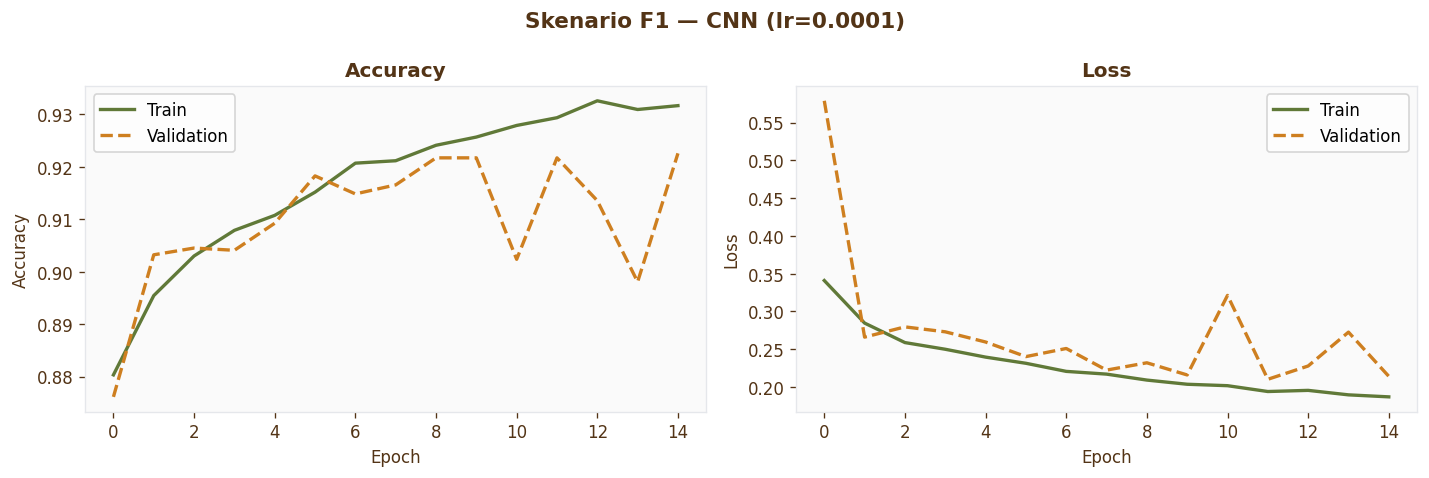 Skenario F1 — CNN (lr=0.0001)
Accuracy
Train
Validation
0.93
0.92
0.91
0.90
0.89
0.88
Accuracy
0 2 4 6 8 10 12 14
Epoch
Loss
Train
Validation
0.55
0.50
0.45
0.40
0.35
0.30
0.25
0.20
Loss
0 2 4 6 8 10 12 14
Epoch